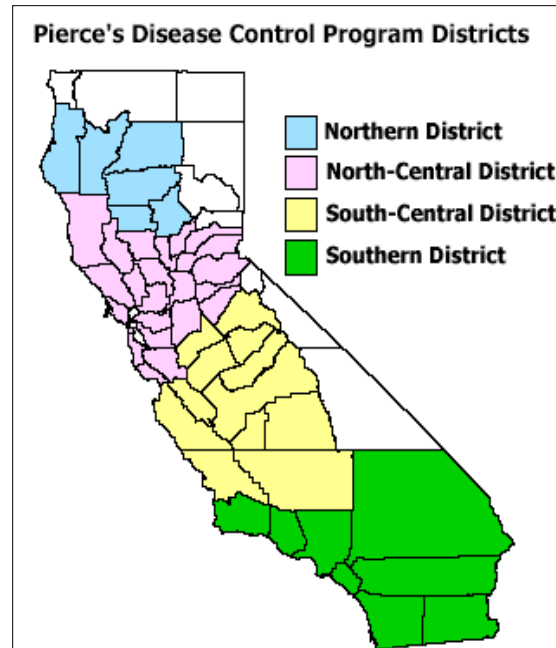 Pierce's Disease Control Program Districts
Northern District
North-Central District
South-Central District
Southern District